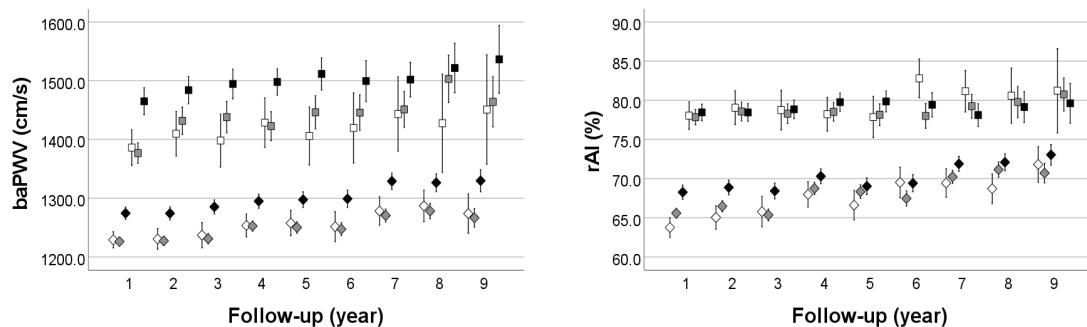 1600.0
1500.0
1400.0
1300.0
1200.0
baPWV (cm/s)
1 2 3 4 5 6 7 8 9
Follow-up (year)
90.0
85.0
80.0
75.0
70.0
65.0
60.0
rAI (%)
1 2 3 4 5 6 7 8 9
Follow-up (year)